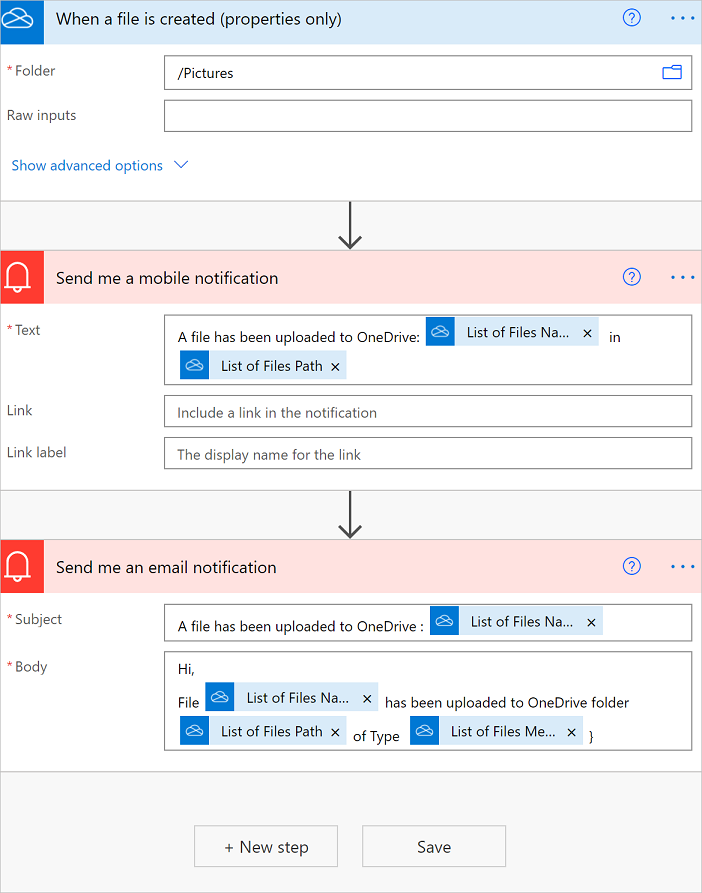 When a file is created (properties only)
* Folder
/Pictures
Raw inputs
Show advanced options
Send me a mobile notification
* Text
A file has been uploaded to OneDrive: List of Files Na... × in
List of Files Path ×
Link
Include a link in the notification
Link label
The display name for the link
Send me an email notification
* Subject
A file has been uploaded to OneDrive : List of Files Na... ×
* Body
Hi,
File List of Files Na... × has been uploaded to OneDrive folder
List of Files Path × of Type List of Files Me... × }
+ New step
Save